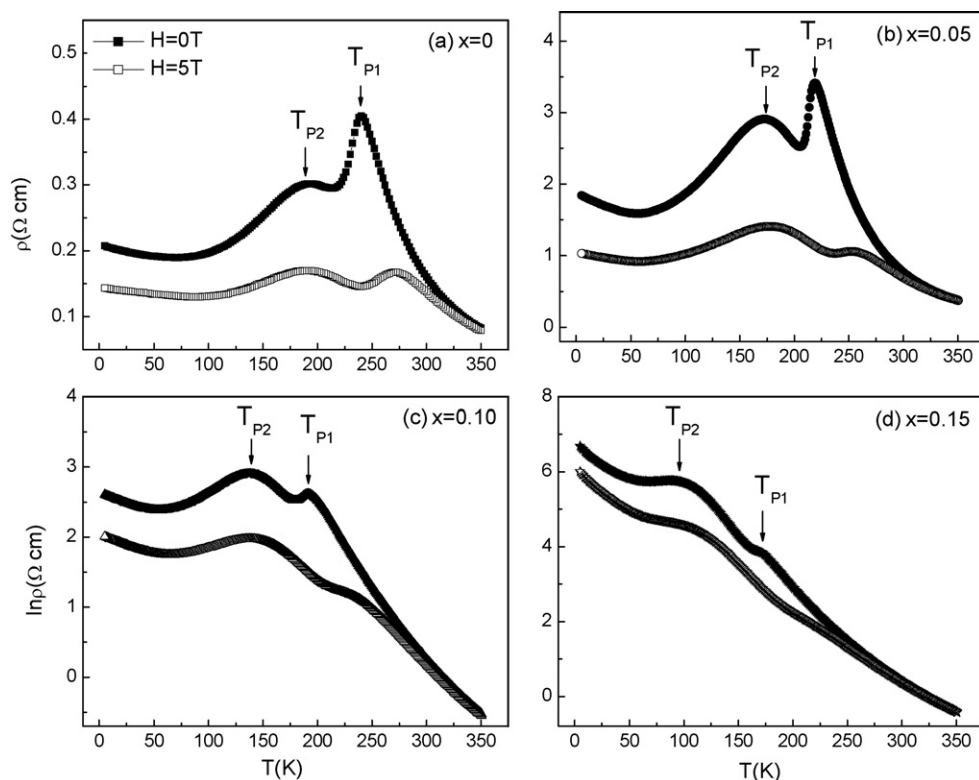 0.5
0.4
0.3
0.2
0.1
ρ(Ω cm)
H=0T
H=5T
(a) x=0
T_P1
T_P2
0 50 100 150 200 250 300 350
4
3
2
1
0
(b) x=0.05
T_P1
T_P2
0 50 100 150 200 250 300 350
4
3
2
1
0
lnρ(Ω cm)
(c) x=0.10
T_P2 T_P1
0 50 100 150 200 250 300 350
T(K)
8
6
4
2
0
(d) x=0.15
T_P2
T_P1
0 50 100 150 200 250 300 350
T(K)